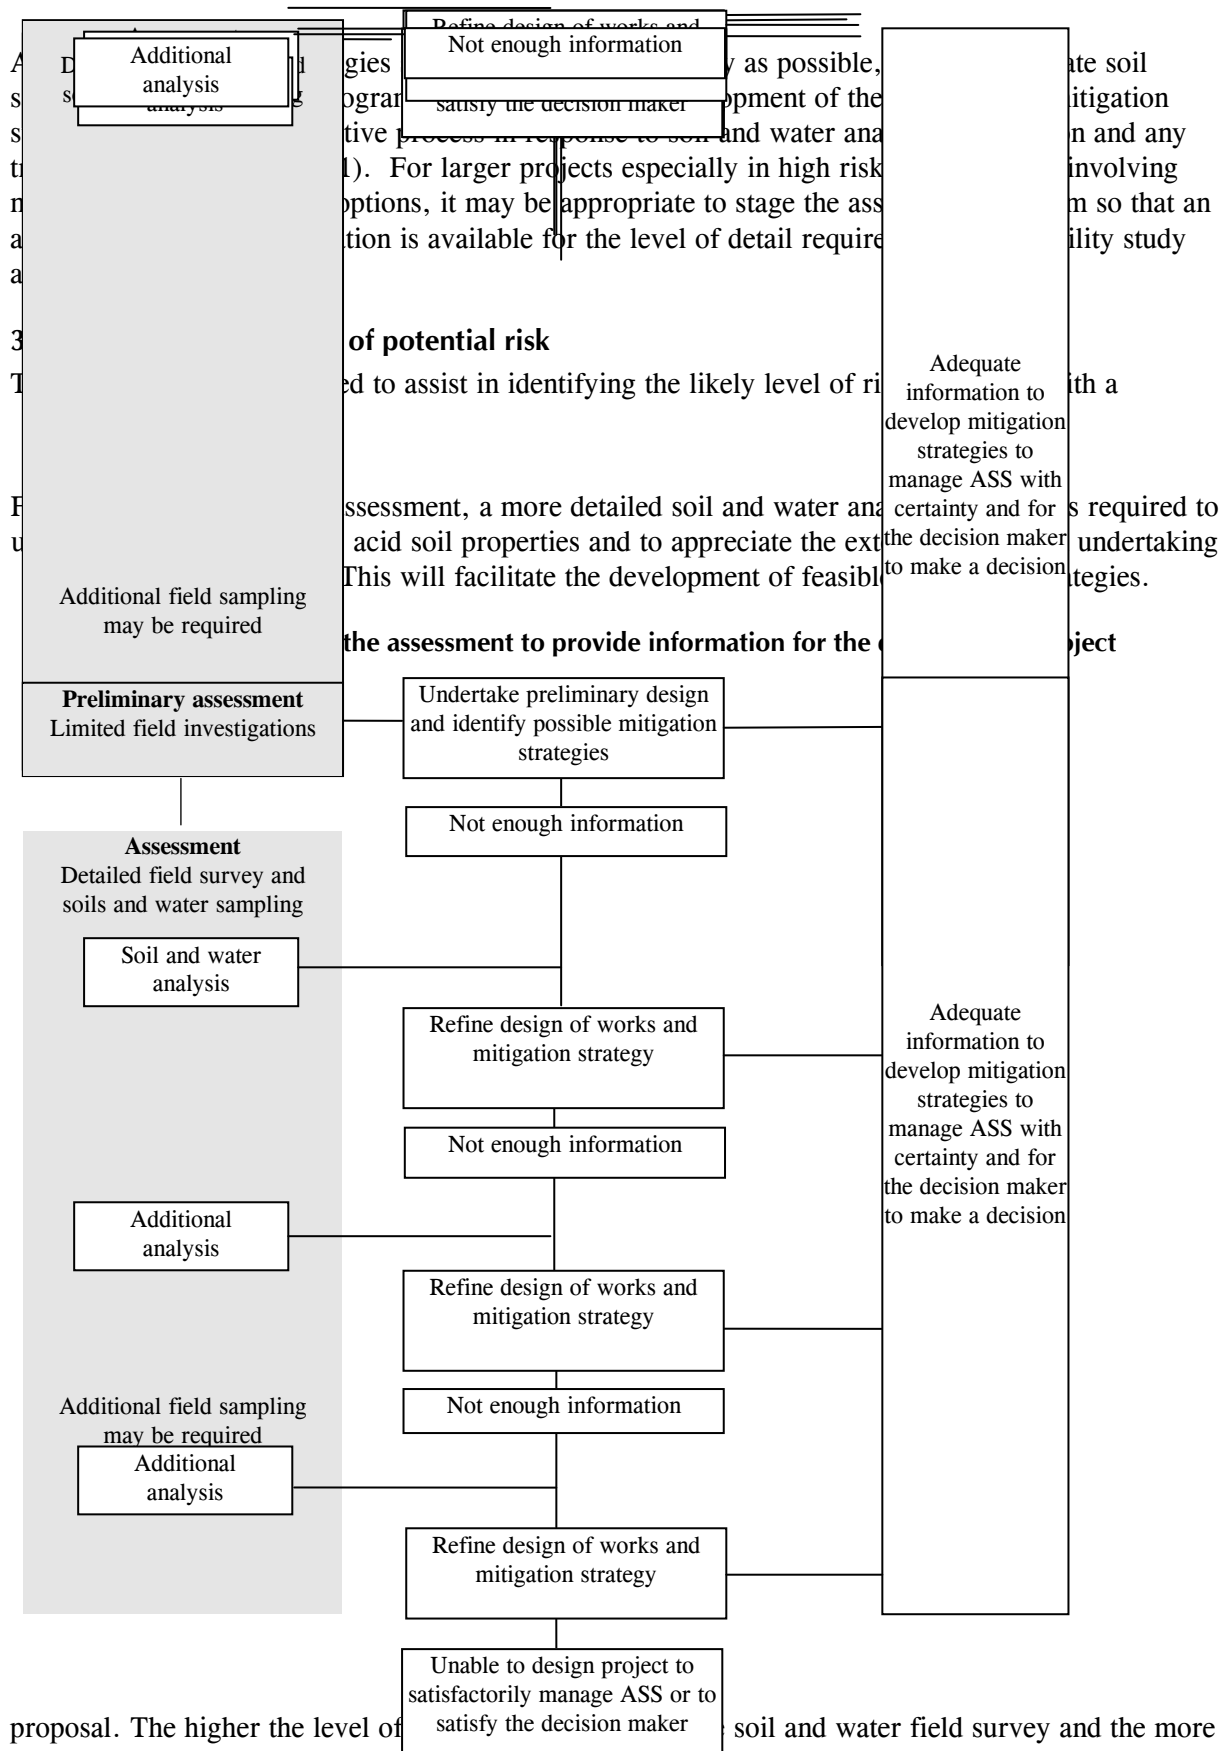 Refine design of works and
Not enough information
Additional
analysis
satisfy the decision maker
gies
y as possible,
ate soil
opment of the
itigation
tive process in response to soil and water ana
n and any
1). For larger projects especially in high risk
involving
options, it may be appropriate to stage the ass
m so that an
tion is available for the level of detail require
ility study
of potential risk
ed to assist in identifying the likely level of ri
ith a
ssessment, a more detailed soil and water ana
s required to
acid soil properties and to appreciate the ext
undertaking
This will facilitate the development of feasible
tegies.
Additional field sampling
may be required
Adequate
information to
develop mitigation
strategies to
manage ASS with
certainty and for
the decision maker
to make a decision
the assessment to provide information for the
oject
Preliminary assessment
Limited field investigations
Undertake preliminary design
and identify possible mitigation
strategies
Not enough information
Assessment
Detailed field survey and
soils and water sampling
Soil and water
analysis
Refine design of works and
mitigation strategy
Not enough information
Additional
analysis
Refine design of works and
mitigation strategy
Not enough information
Additional field sampling
may be required
Additional
analysis
Refine design of works and
mitigation strategy
Adequate
information to
develop mitigation
strategies to
manage ASS with
certainty and for
the decision maker
to make a decision
Unable to design project to
satisfactorily manage ASS or to
satisfy the decision maker
proposal. The higher the level of
soil and water field survey and the more